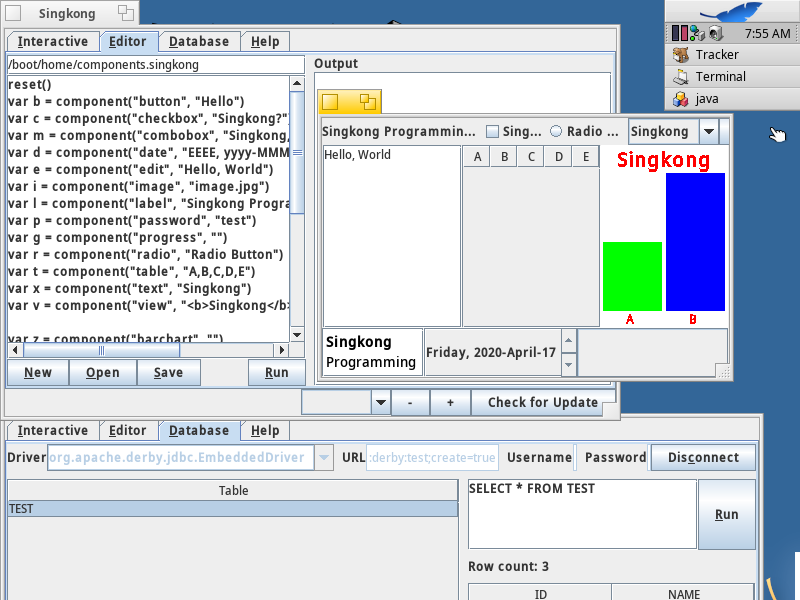 Singkong
7:55 AM
Tracker
Terminal
java
Interactive Editor Database Help
/boot/home/components.singkong
reset()
var b = component("button", "Hello")
var c = component("checkbox", "Singkong?"
var m = component("combobox", "Singkong,
var d = component("date", "EEEE, yyyy-MMM
var e = component("edit", "Hello, World")
var i = component("image", "image.jpg")
var l = component("label", "Singkong Progra
var p = component("password", "test")
var g = component("progress", "")
var r = component("radio", "Radio Button")
var t = component("table", "A,B,C,D,E")
var x = component("text", "Singkong")
var v = component("view", "<b>Singkong</b>
var z = component("barchart", "")
New Open Save Run
Output
Singkong Programmin... Sing... Radio ... Singkong
Hello, World
A B C D E
Singkong
A B
Singkong
Programming
Friday, 2020-April-17
- + Check for Update
Interactive Editor Database Help
Driver org.apache.derby.jdbc.EmbeddedDriver URL :derby:test;create=true Username Password Disconnect
Table
TEST
SELECT * FROM TEST
Run
Row count: 3
ID NAME